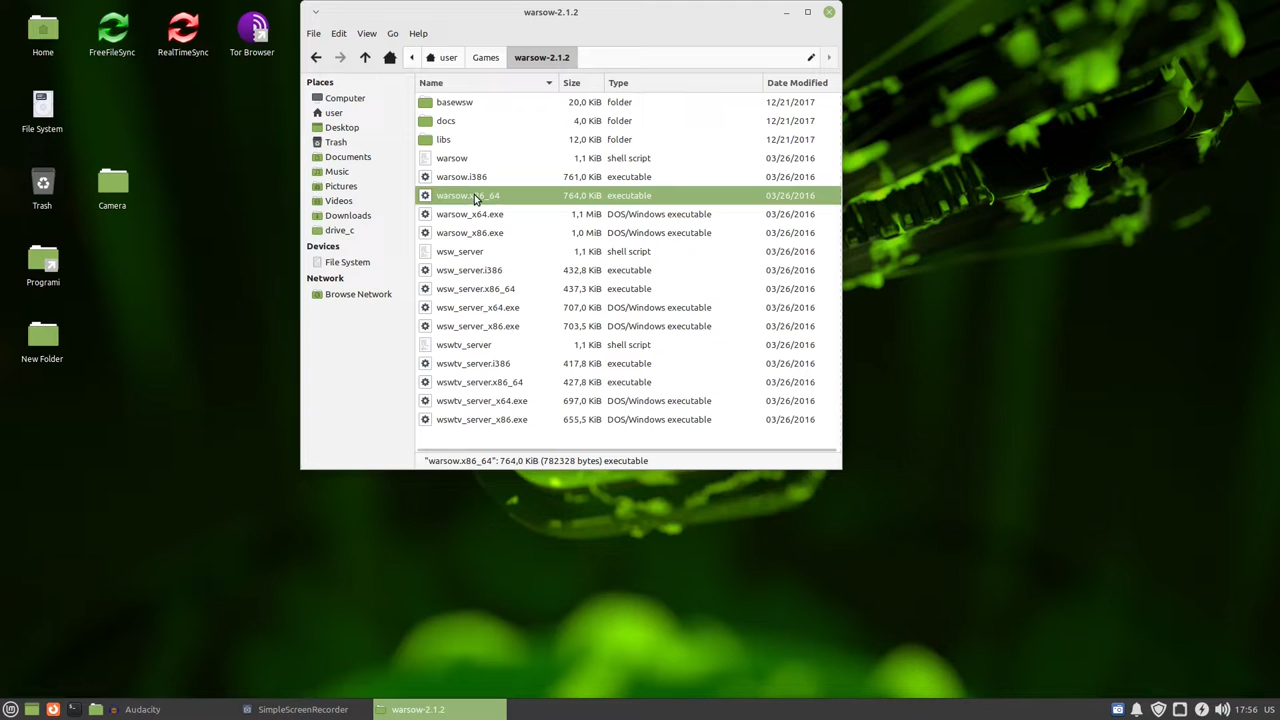 Home
FreeFileSync
RealTimeSync
Tor Browser
File System
Trash
Camera
Programi
New Folder
warsow-2.1.2
File Edit View Go Help
user Games warsow-2.1.2
Places
Computer
user
Desktop
Trash
Documents
Music
Pictures
Videos
Downloads
drive_c
Devices
File System
Network
Browse Network
Name Size Type Date Modified
basewsw 20,0 KiB folder 12/21/2017
docs 4,0 KiB folder 12/21/2017
libs 12,0 KiB folder 12/21/2017
warsow 1,1 KiB shell script 03/26/2016
warsow.i386 761,0 KiB executable 03/26/2016
warsow.x86_64 764,0 KiB executable 03/26/2016
warsow_x64.exe 1,1 MiB DOS/Windows executable 03/26/2016
warsow_x86.exe 1,0 MiB DOS/Windows executable 03/26/2016
wsw_server 1,1 KiB shell script 03/26/2016
wsw_server.i386 432,8 KiB executable 03/26/2016
wsw_server.x86_64 437,3 KiB executable 03/26/2016
wsw_server_x64.exe 707,0 KiB DOS/Windows executable 03/26/2016
wsw_server_x86.exe 703,5 KiB DOS/Windows executable 03/26/2016
wswtv_server 1,1 KiB shell script 03/26/2016
wswtv_server.i386 417,8 KiB executable 03/26/2016
wswtv_server.x86_64 427,8 KiB executable 03/26/2016
wswtv_server_x64.exe 697,0 KiB DOS/Windows executable 03/26/2016
wswtv_server_x86.exe 655,5 KiB DOS/Windows executable 03/26/2016
"warsow.x86_64": 764,0 KiB (782328 bytes) executable
Audacity SimpleScreenRecorder warsow-2.1.2 17:56 US